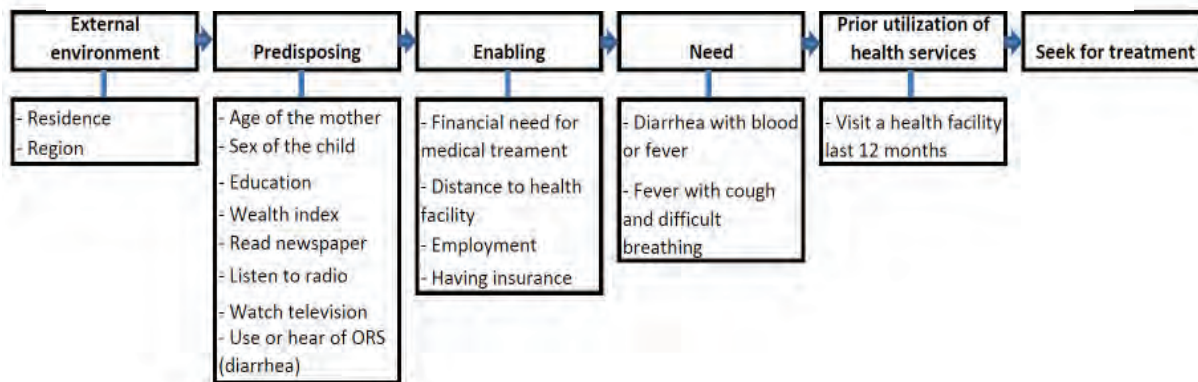 External
environment
Predisposing
Enabling
Need
Prior utilization of
health services
Seek for treatment
- Residence
- Region
- Age of the mother
- Sex of the child
- Education
- Wealth index
- Read newspaper
- Listen to radio
- Watch television
- Use or hear of ORS
(diarrhea)
- Financial need for
medical treament
- Distance to health
facility
- Employment
- Having insurance
- Diarrhea with blood
or fever
- Fever with cough
and difficult
breathing
- Visit a health facility
last 12 months